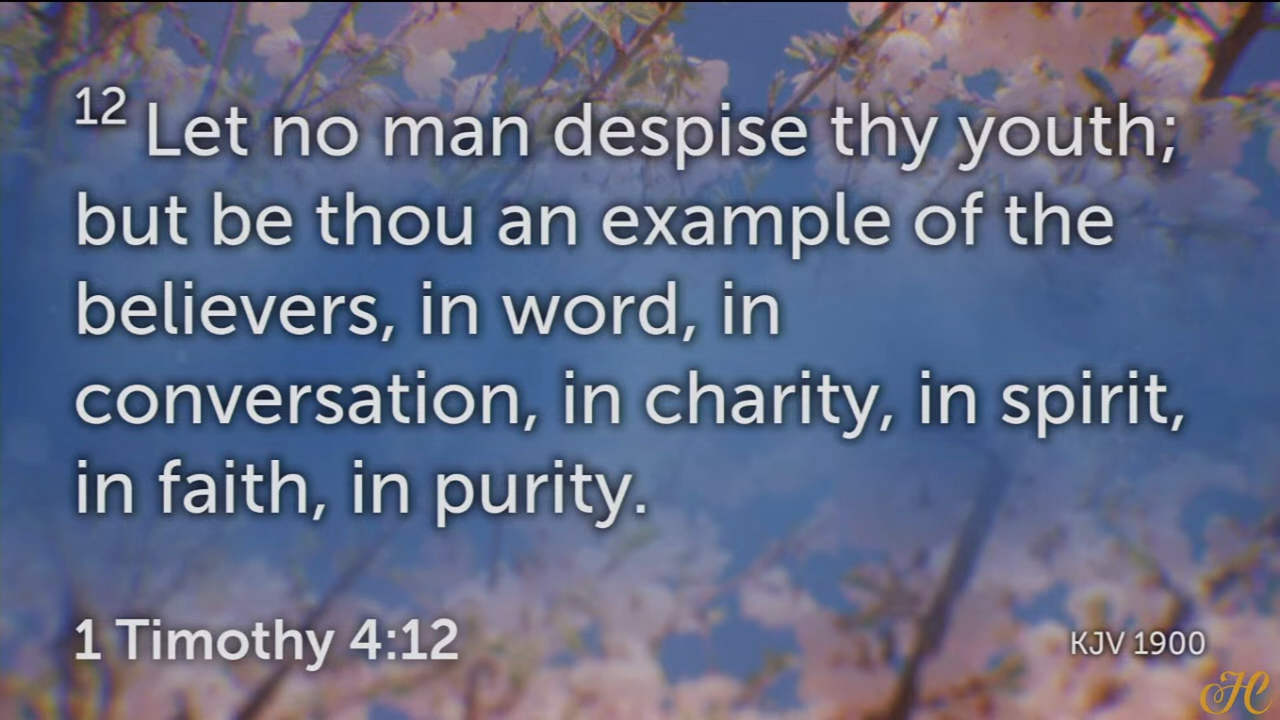 12 Let no man despise thy youth;
but be thou an example of the
believers, in word, in
conversation, in charity, in spirit,
in faith, in purity.
1 Timothy 4:12
KJV 1900
H